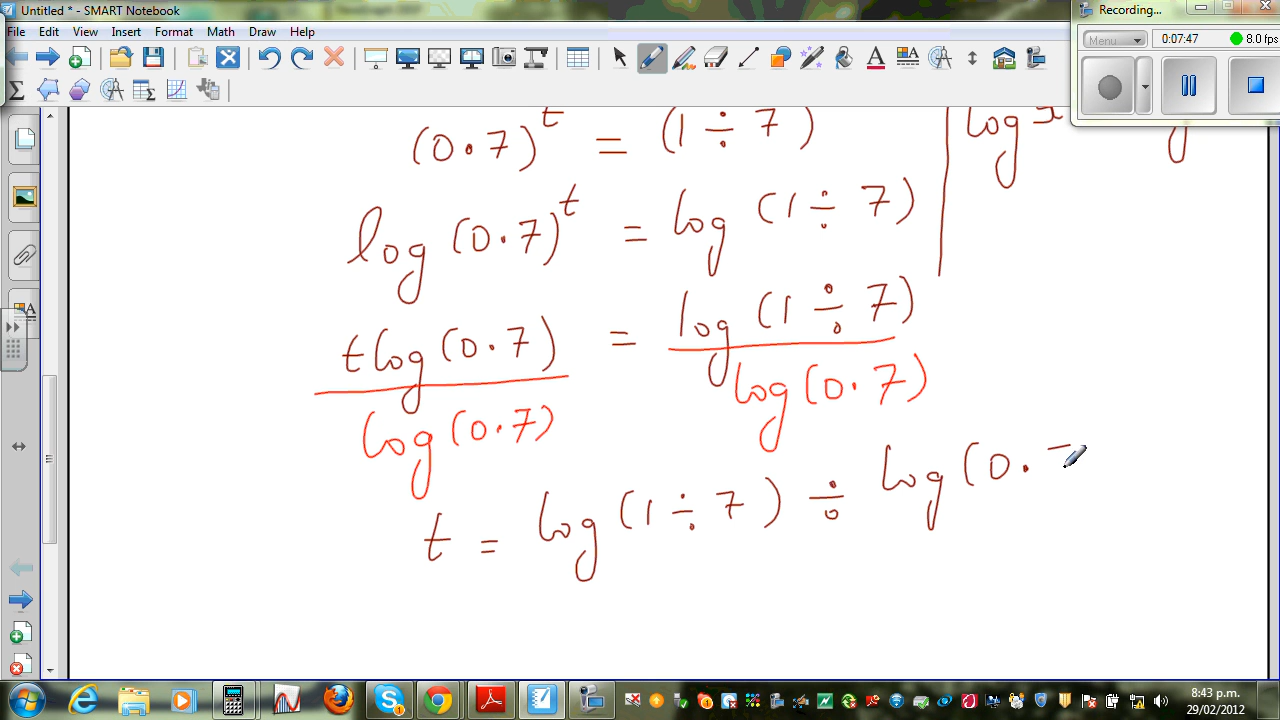 Untitled * - SMART Notebook
Recording...
File Edit View Insert Format Math Draw Help
Menu
0:07:47
8.0 fps
(0.7)^t = (1 ÷ 7)
log x
y
log (0.7)^t = log (1 ÷ 7)
t log (0.7) = log (1 ÷ 7)
log (0.7) log (0.7)
t = log (1 ÷ 7) ÷ log (0.7
8:43 p.m.
29/02/2012